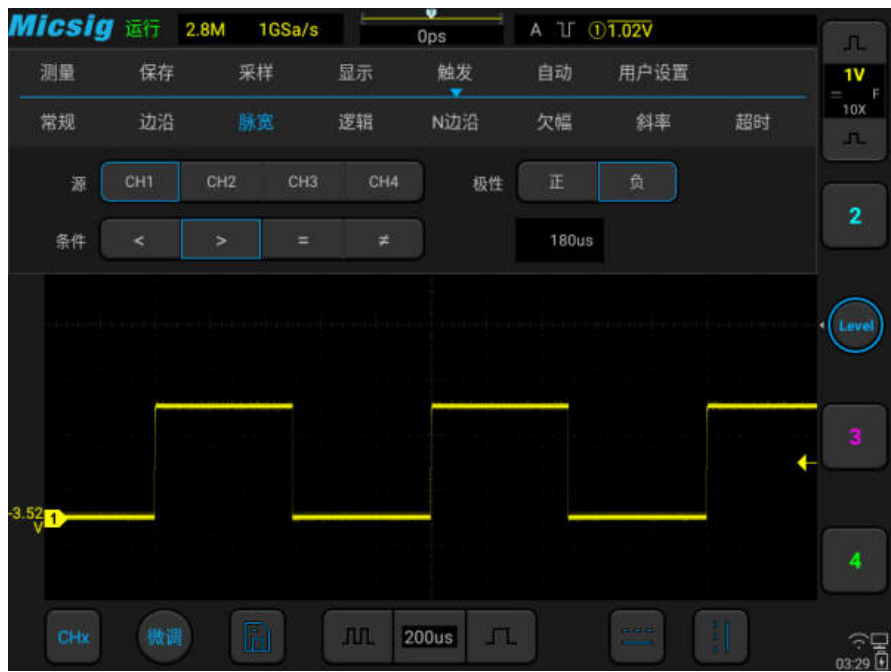 Micsig 运行 2.8M 1GSa/s 0ps A ①1.02V
测量 保存 采样 显示 触发 自动 用户设置
1V
F
10X
常规 边沿 脉宽 逻辑 N边沿 欠幅 斜率 超时
源 CH1 CH2 CH3 CH4 极性 正 负
2
条件 < > = ≠ 180us
Level
3
-3.52
V
1
4
CHx 微调 200us
03:29